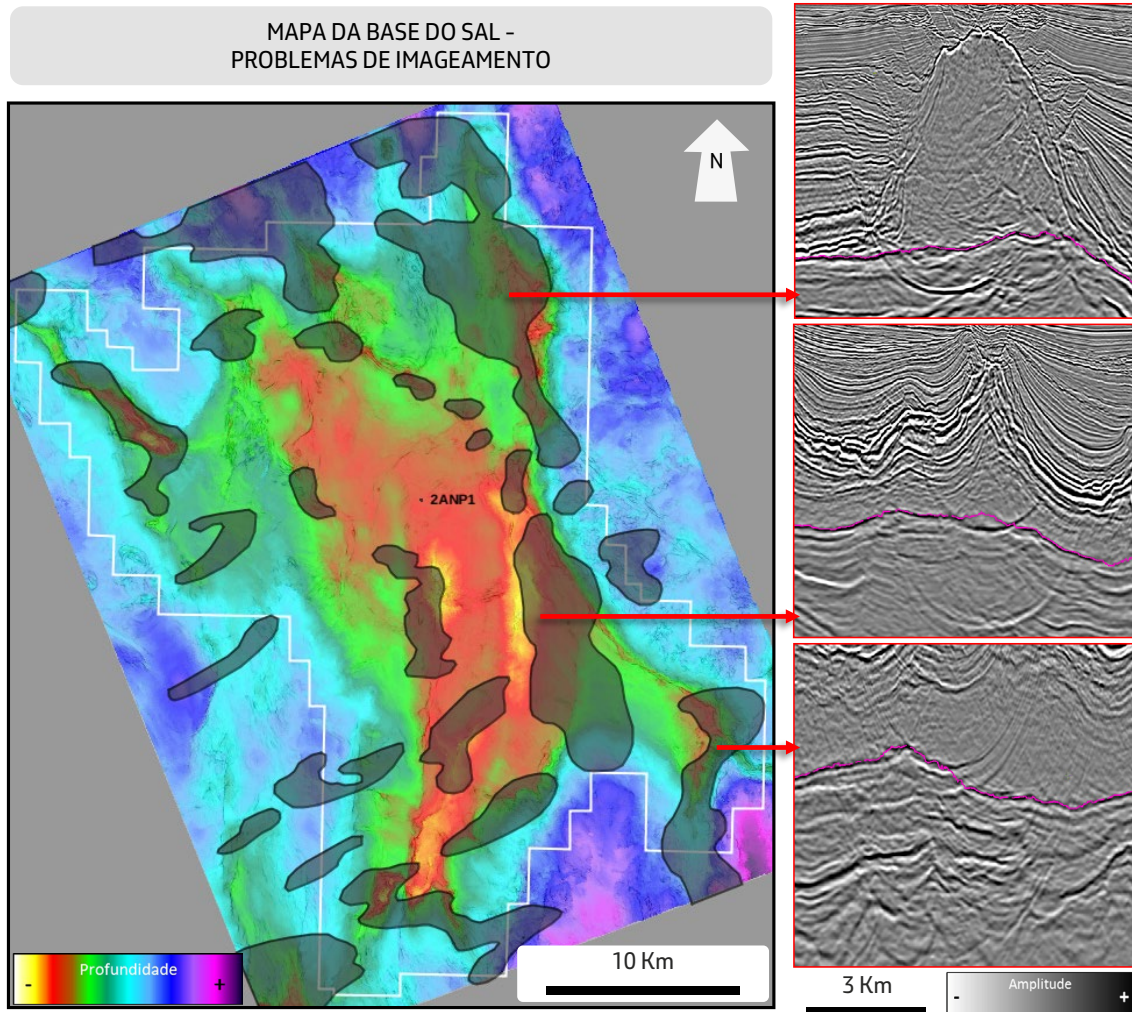 MAPA DA BASE DO SAL -
PROBLEMAS DE IMAGEAMENTO
N
2ANP1
Profundidade
- +
10 Km
3 Km
Amplitude
- +